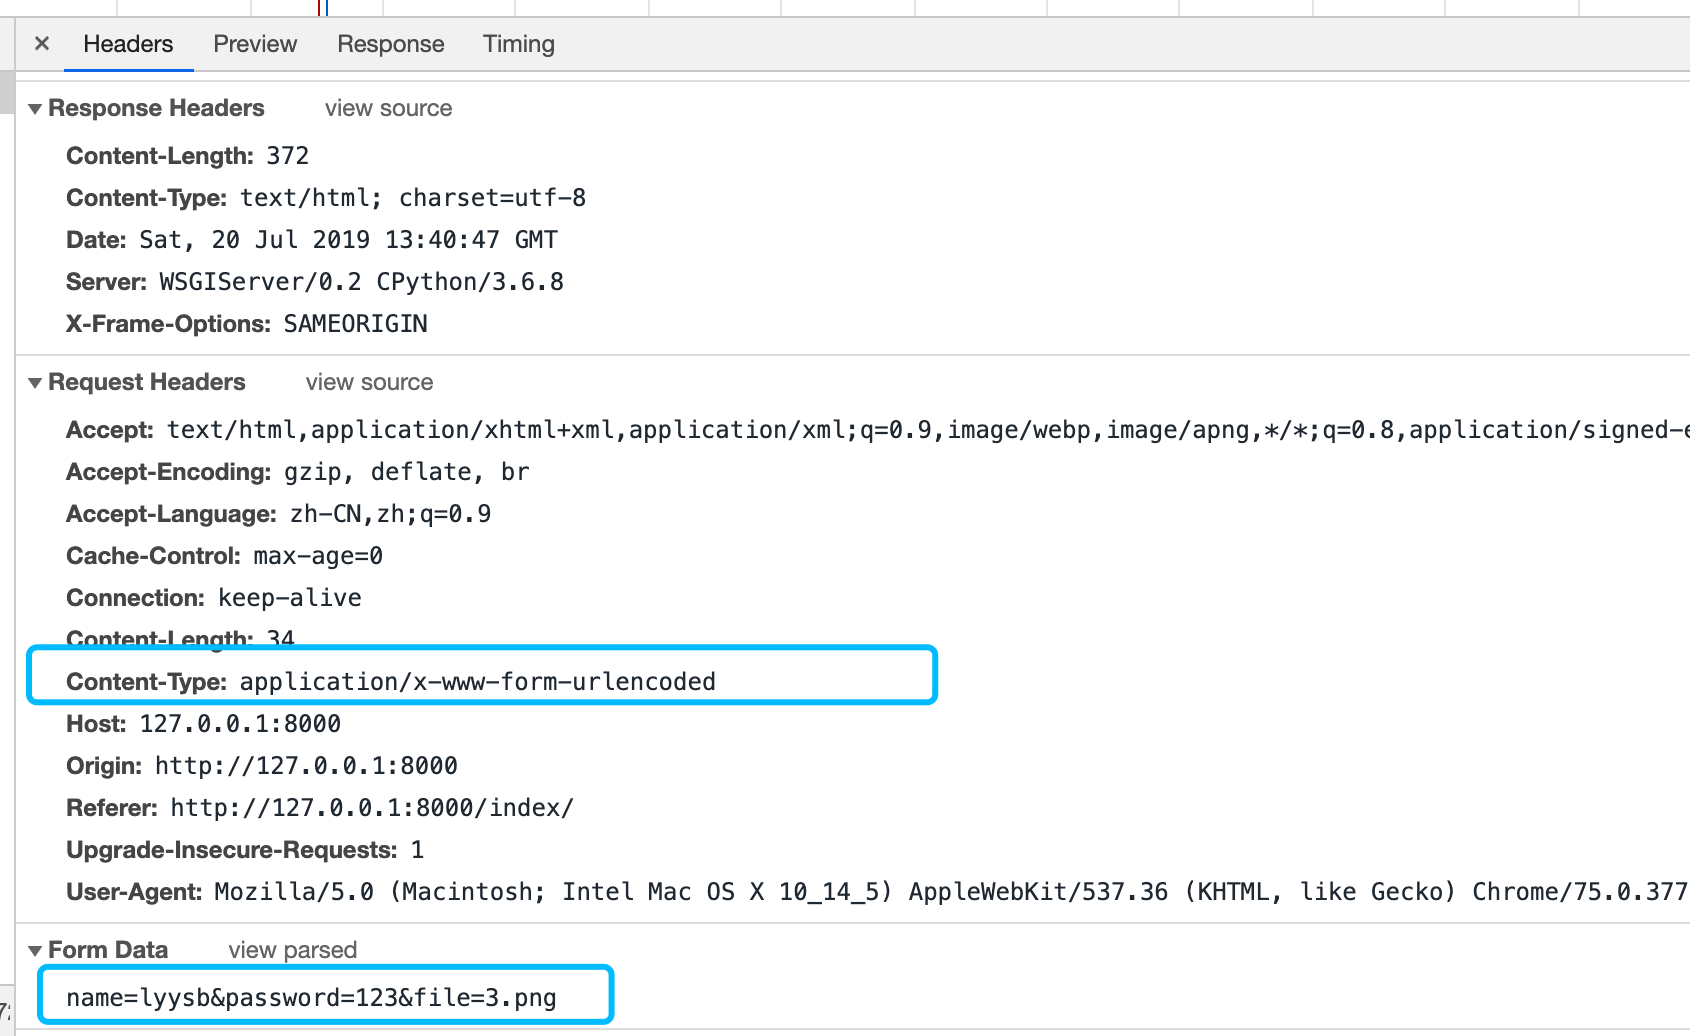 × Headers Preview Response Timing
▼ Response Headers view source
Content-Length: 372
Content-Type: text/html; charset=utf-8
Date: Sat, 20 Jul 2019 13:40:47 GMT
Server: WSGIServer/0.2 CPython/3.6.8
X-Frame-Options: SAMEORIGIN
▼ Request Headers view source
Accept: text/html,application/xhtml+xml,application/xml;q=0.9,image/webp,image/apng,*/*;q=0.8,application/signed-e
Accept-Encoding: gzip, deflate, br
Accept-Language: zh-CN,zh;q=0.9
Cache-Control: max-age=0
Connection: keep-alive
Content-Length: 34
Content-Type: application/x-www-form-urlencoded
Host: 127.0.0.1:8000
Origin: http://127.0.0.1:8000
Referer: http://127.0.0.1:8000/index/
Upgrade-Insecure-Requests: 1
User-Agent: Mozilla/5.0 (Macintosh; Intel Mac OS X 10_14_5) AppleWebKit/537.36 (KHTML, like Gecko) Chrome/75.0.377
▼ Form Data view parsed
name=lyysb&password=123&file=3.png